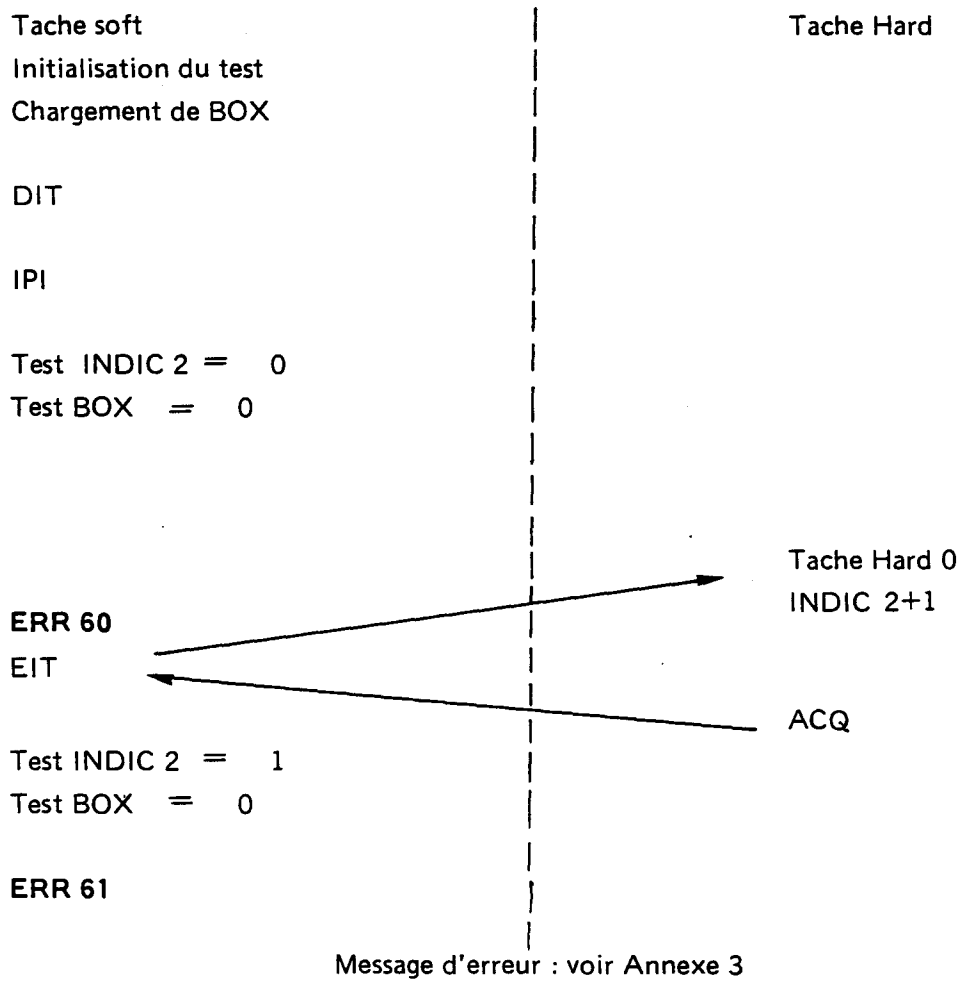 Tache soft
Tache Hard
Initialisation du test
Chargement de BOX
DIT
IPI
Test INDIC 2 = 0
Test BOX = 0
Tache Hard 0
INDIC 2+1
ERR 60
EIT
ACQ
Test INDIC 2 = 1
Test BOX = 0
ERR 61
Message d'erreur : voir Annexe 3